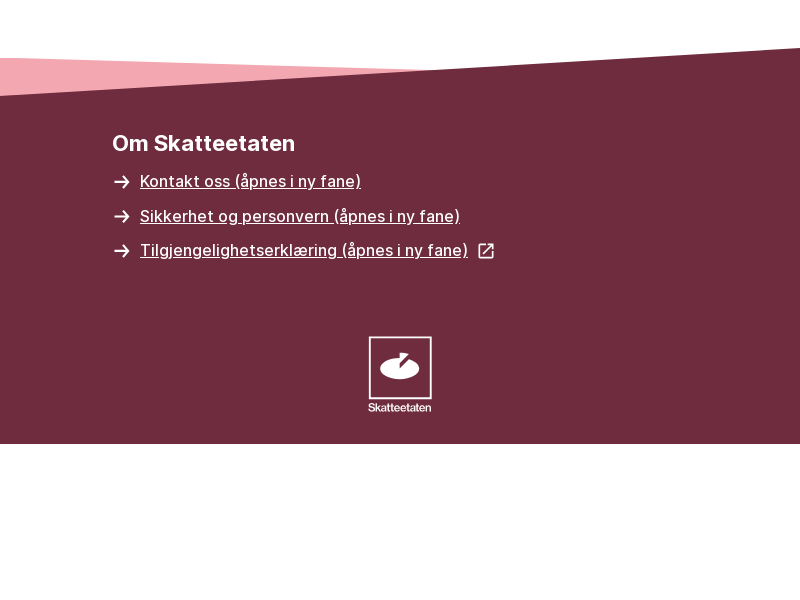 Om Skatteetaten
Kontakt oss (åpnes i ny fane)
Sikkerhet og personvern (åpnes i ny fane)
Tilgjengelighetserklæring (åpnes i ny fane)
Skatteetaten